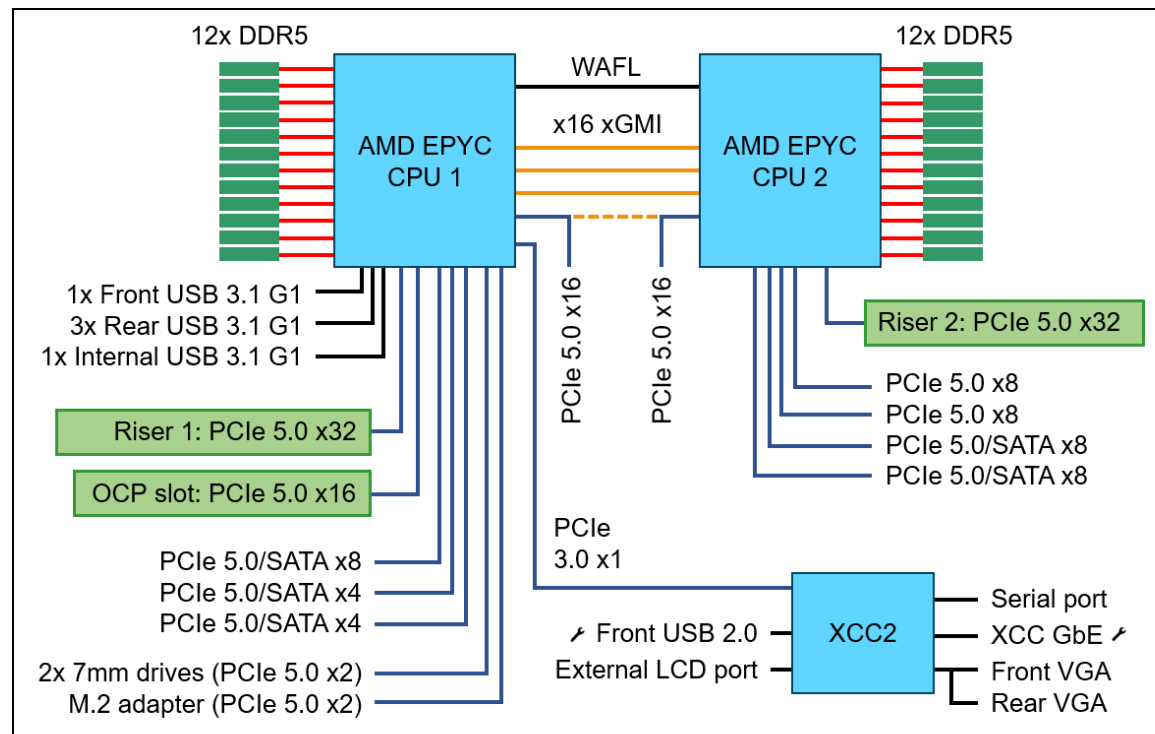 12x DDR5
12x DDR5
WAFL
x16 xGMI
AMD EPYC
CPU 1
AMD EPYC
CPU 2
1x Front USB 3.1 G1
3x Rear USB 3.1 G1
1x Internal USB 3.1 G1
PCIe 5.0 x16
PCIe 5.0 x16
Riser 2: PCIe 5.0 x32
PCIe 5.0 x8
PCIe 5.0 x8
PCIe 5.0/SATA x8
PCIe 5.0/SATA x8
Riser 1: PCIe 5.0 x32
OCP slot: PCIe 5.0 x16
PCIe 5.0/SATA x8
PCIe 5.0/SATA x4
PCIe 5.0/SATA x4
2x 7mm drives (PCIe 5.0 x2)
M.2 adapter (PCIe 5.0 x2)
PCIe
3.0 x1
Front USB 2.0
External LCD port
XCC2
Serial port
XCC GbE
Front VGA
Rear VGA